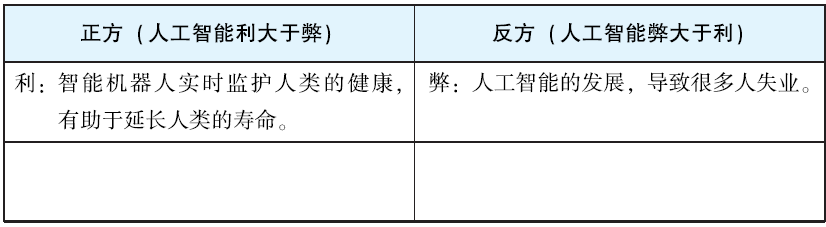 正方（人工智能利大于弊）
反方（人工智能弊大于利）
利：智能机器人实时监护人类的健康，
有助于延长人类的寿命。
弊：人工智能的发展，导致很多人失业。